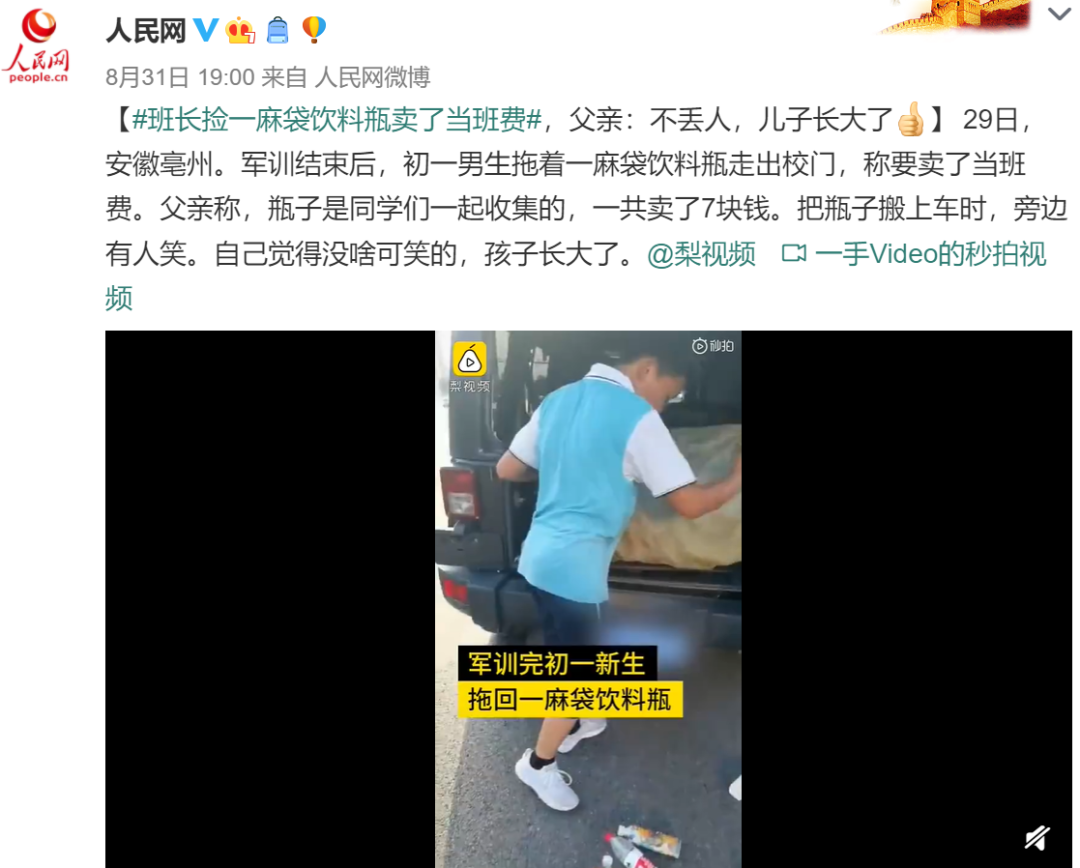 人民网
人民网
people.cn
8月31日 19:00 来自 人民网微博
【#班长捡一麻袋饮料瓶卖了当班费#，父亲：不丢人，儿子长大了👍】 29日，
安徽亳州。军训结束后，初一男生拖着一麻袋饮料瓶走出校门，称要卖了当班
费。父亲称，瓶子是同学们一起收集的，一共卖了7块钱。把瓶子搬上车时，旁边
有人笑。自己觉得没啥可笑的，孩子长大了。@梨视频 一手Video的秒拍视
频
梨视频
秒拍
军训完初一新生
拖回一麻袋饮料瓶